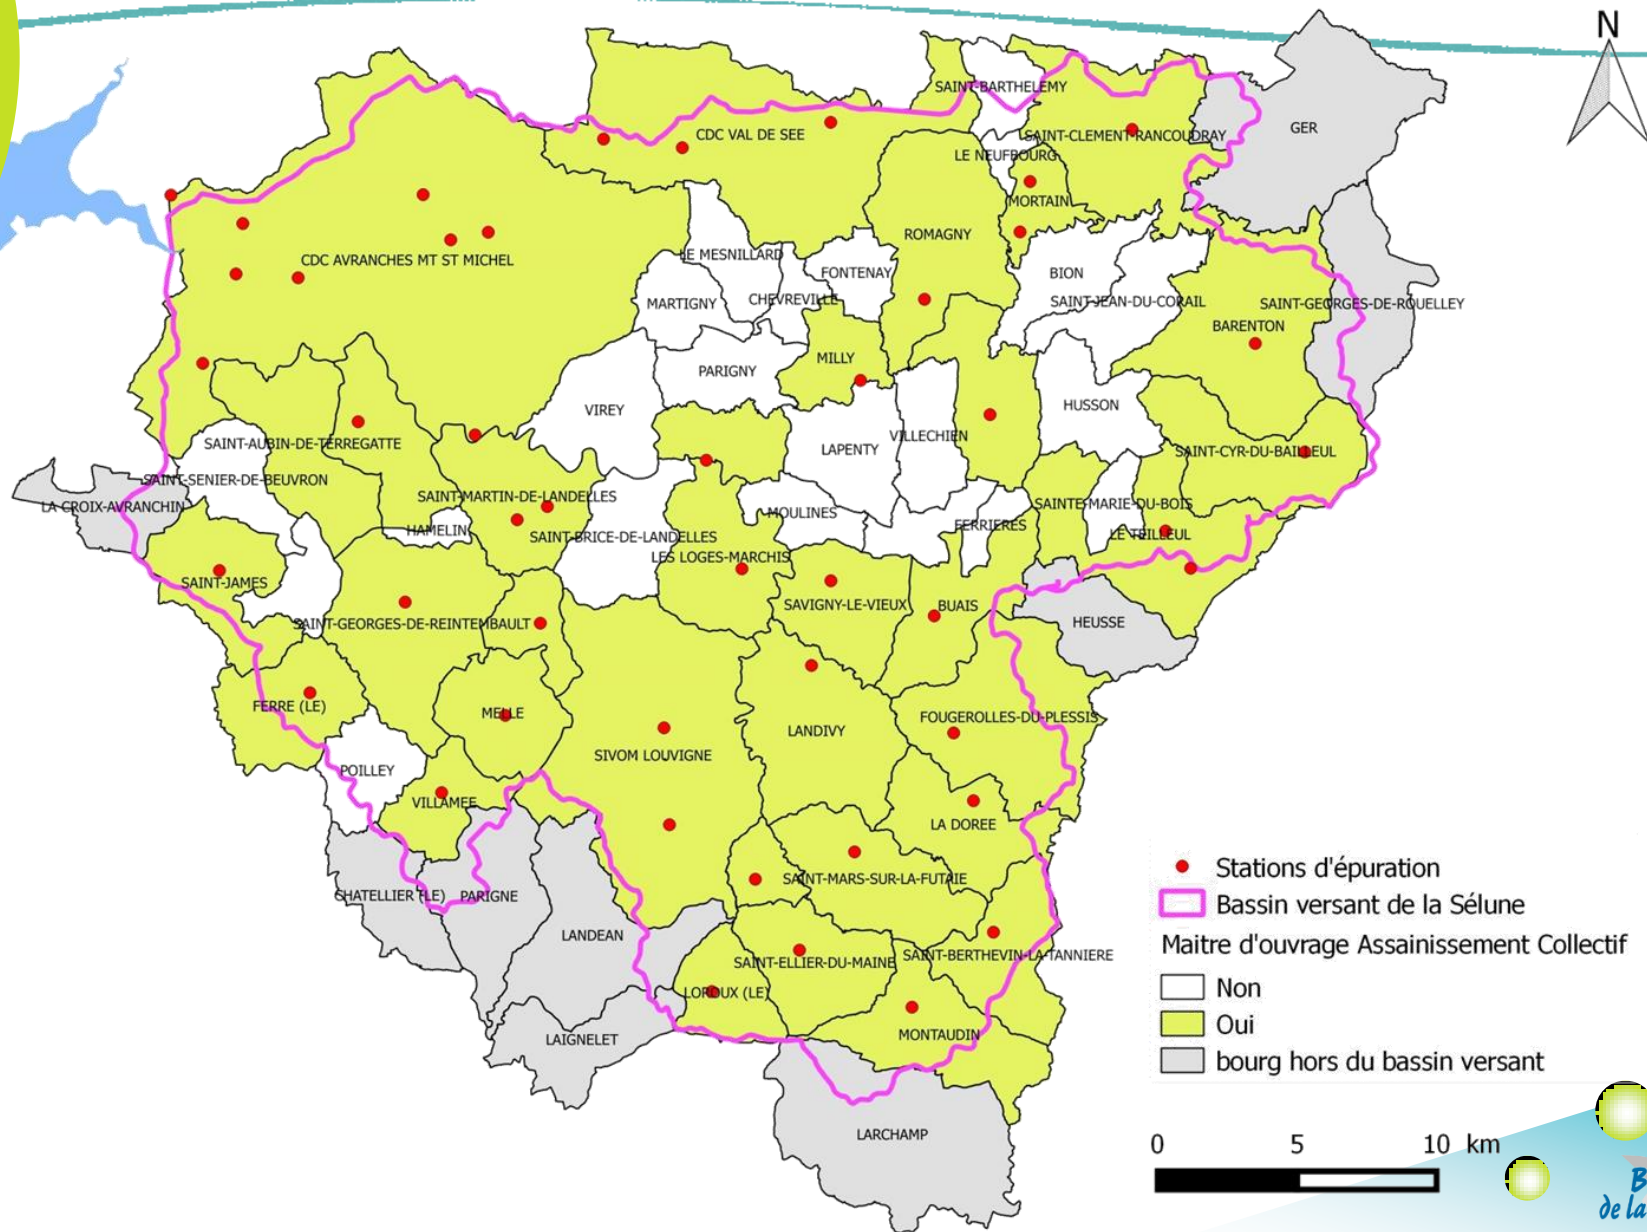 N
SAINT-BARTHELEMY
GER
CDC VAL DE SEE
SAINT-CLEMENT-RANCOUDRAY
LE NEUFBOURG
MORTAIN
ROMAGNY
LE MESNILLARD
CDC AVRANCHES MT ST MICHEL
FONTENAY
BION
MARTIGNY
CHEVREVILLE
SAINT-JEAN-DU-CORAIL
SAINT-GEORGES-DE-ROUELLEY
BARENTON
MILLY
PARIGNY
VIREY
HUSSON
SAINT-AUBIN-DE-TERREGATTE
LAPENTY
VILLECHIEN
SAINT-CYR-DU-BAILLEUL
SAINT-SENIER-DE-BEUVRON
LA CROIX-AVRANCHIN
SAINT-MARTIN-DE-LANDELLES
SAINTE-MARIE-DU-BOIS
MOULINES
HAMELIN
FERRIERES
SAINT-BRICE-DE-LANDELLES
LE TEILLEUL
LES LOGES-MARCHIS
SAINT-JAMES
SAVIGNY-LE-VIEUX
BUAIS
SAINT-GEORGES-DE-REINTEMBAULT
HEUSSE
FERRE (LE)
MELLE
FOUGEROLLES-DU-PLESSIS
LANDIVY
SIVOM LOUVIGNE
POILLEY
VILLAMEE
LA DOREE
SAINT-MARS-SUR-LA-FUTAIE
CHATELLIER (LE)
PARIGNE
LANDEAN
SAINT-ELLIER-DU-MAINE
SAINT-BERTHEVIN-LA-TANNIERE
LOROUX (LE)
MONTAUDIN
LAIGNELET
LARCHAMP
Stations d'épuration
Bassin versant de la Sélune
Maitre d'ouvrage Assainissement Collectif
Non
Oui
bourg hors du bassin versant
0 5 10 km
B
de la